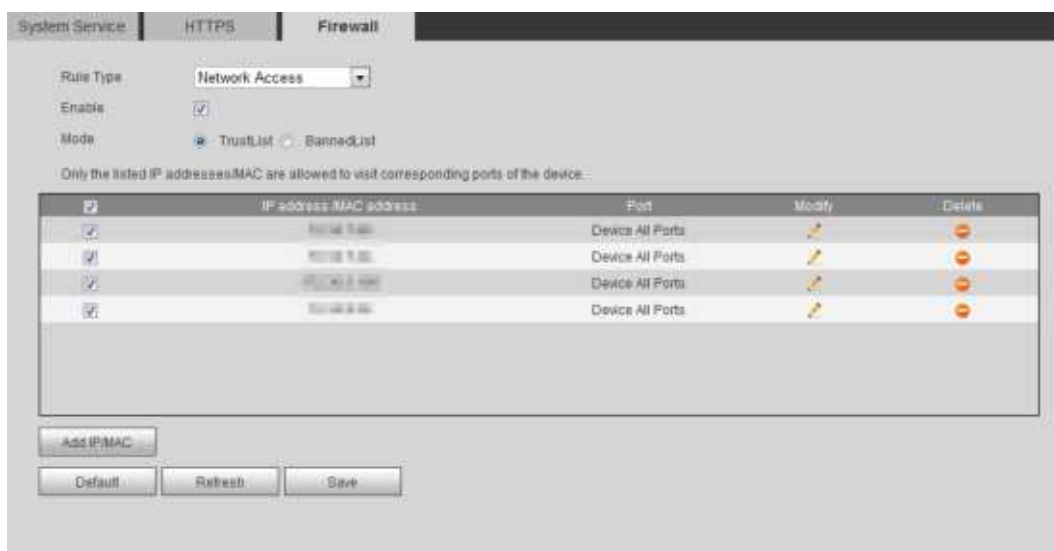 System Service HTTPS Firewall
Rule Type Network Access
Enable
Mode TrustList BannedList
Only the listed IP addresses/MAC are allowed to visit corresponding ports of the device.
IP address /MAC address Port Modify Delete
Device All Ports
Device All Ports
Device All Ports
Device All Ports
Add IP/MAC
Default Refresh Save